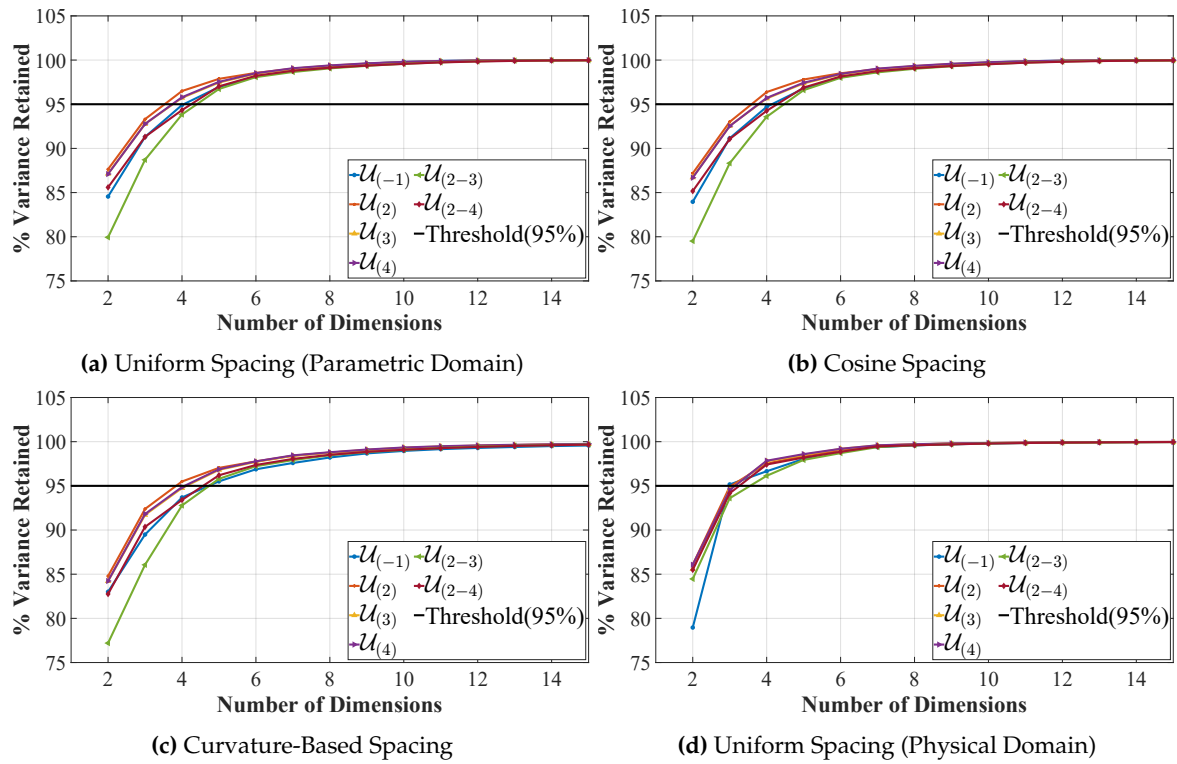 105
100
95
90
85
80
75
% Variance Retained
𝒰(−1) 𝒰(2−3)
𝒰(2) 𝒰(2−4)
𝒰(3) Threshold(95%)
𝒰(4)
2 4 6 8 10 12 14
Number of Dimensions
(a) Uniform Spacing (Parametric Domain)
105
100
95
90
85
80
75
% Variance Retained
𝒰(−1) 𝒰(2−3)
𝒰(2) 𝒰(2−4)
𝒰(3) Threshold(95%)
𝒰(4)
2 4 6 8 10 12 14
Number of Dimensions
(b) Cosine Spacing
105
100
95
90
85
80
75
% Variance Retained
𝒰(−1) 𝒰(2−3)
𝒰(2) 𝒰(2−4)
𝒰(3) Threshold(95%)
𝒰(4)
2 4 6 8 10 12 14
Number of Dimensions
(c) Curvature-Based Spacing
105
100
95
90
85
80
75
% Variance Retained
𝒰(−1) 𝒰(2−3)
𝒰(2) 𝒰(2−4)
𝒰(3) Threshold(95%)
𝒰(4)
2 4 6 8 10 12 14
Number of Dimensions
(d) Uniform Spacing (Physical Domain)